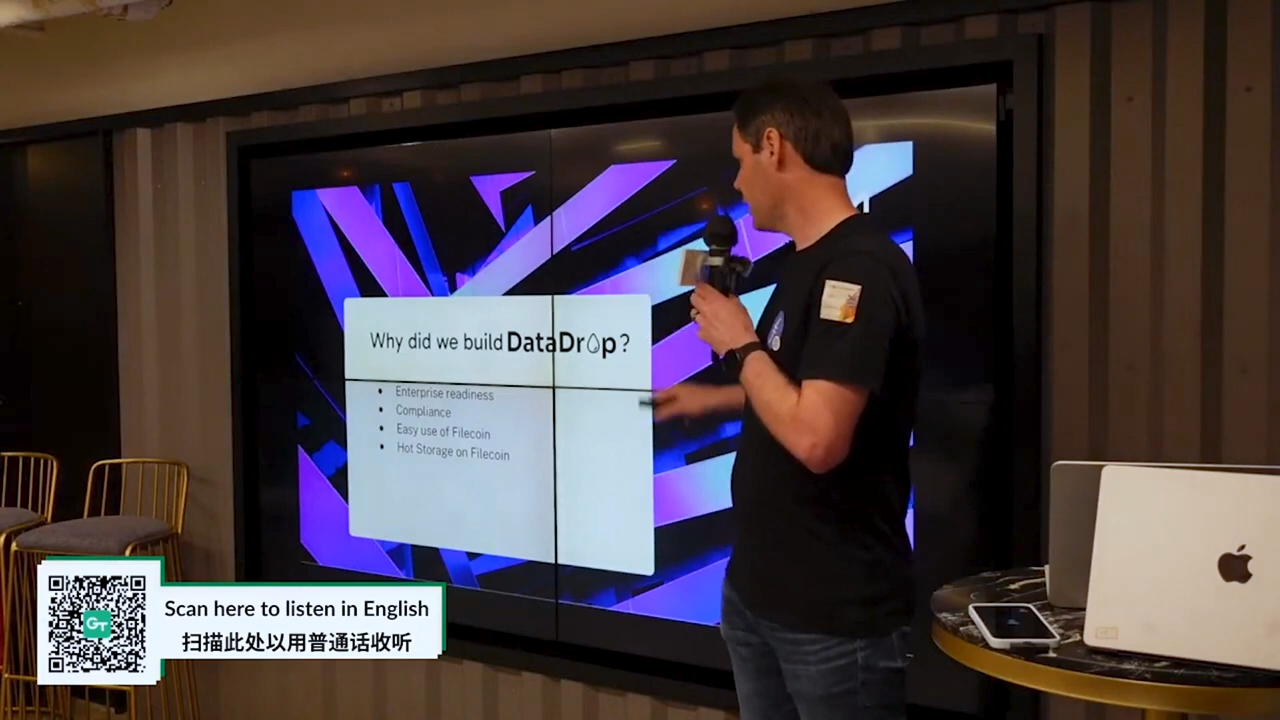 Why did we build DataDrop?
Enterprise readiness
Compliance
Easy use of Filecoin
Hot Storage on Filecoin
Scan here to listen in English
扫描此处以用普通话收听
GT